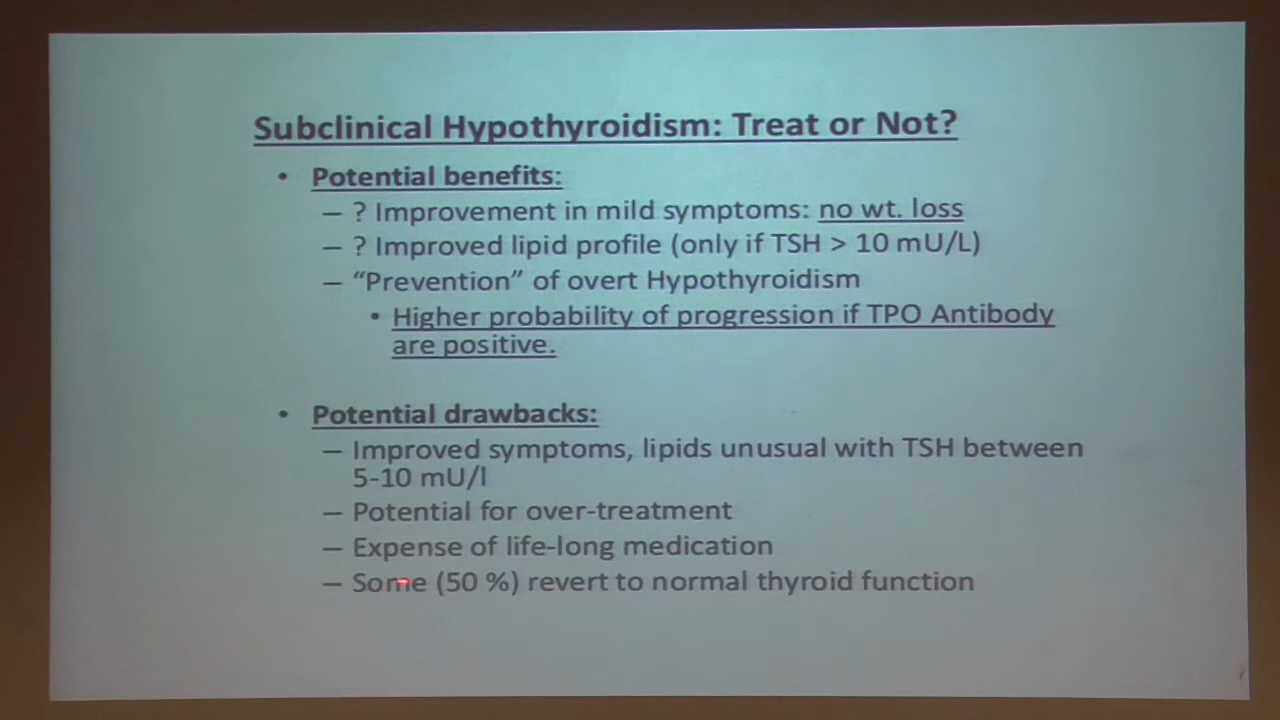 Subclinical Hypothyroidism: Treat or Not?
• Potential benefits:
– ? Improvement in mild symptoms: no wt. loss
– ? Improved lipid profile (only if TSH > 10 mU/L)
– “Prevention” of overt Hypothyroidism
• Higher probability of progression if TPO Antibody
are positive.
• Potential drawbacks:
– Improved symptoms, lipids unusual with TSH between
5-10 mU/l
– Potential for over-treatment
– Expense of life-long medication
– Some (50 %) revert to normal thyroid function